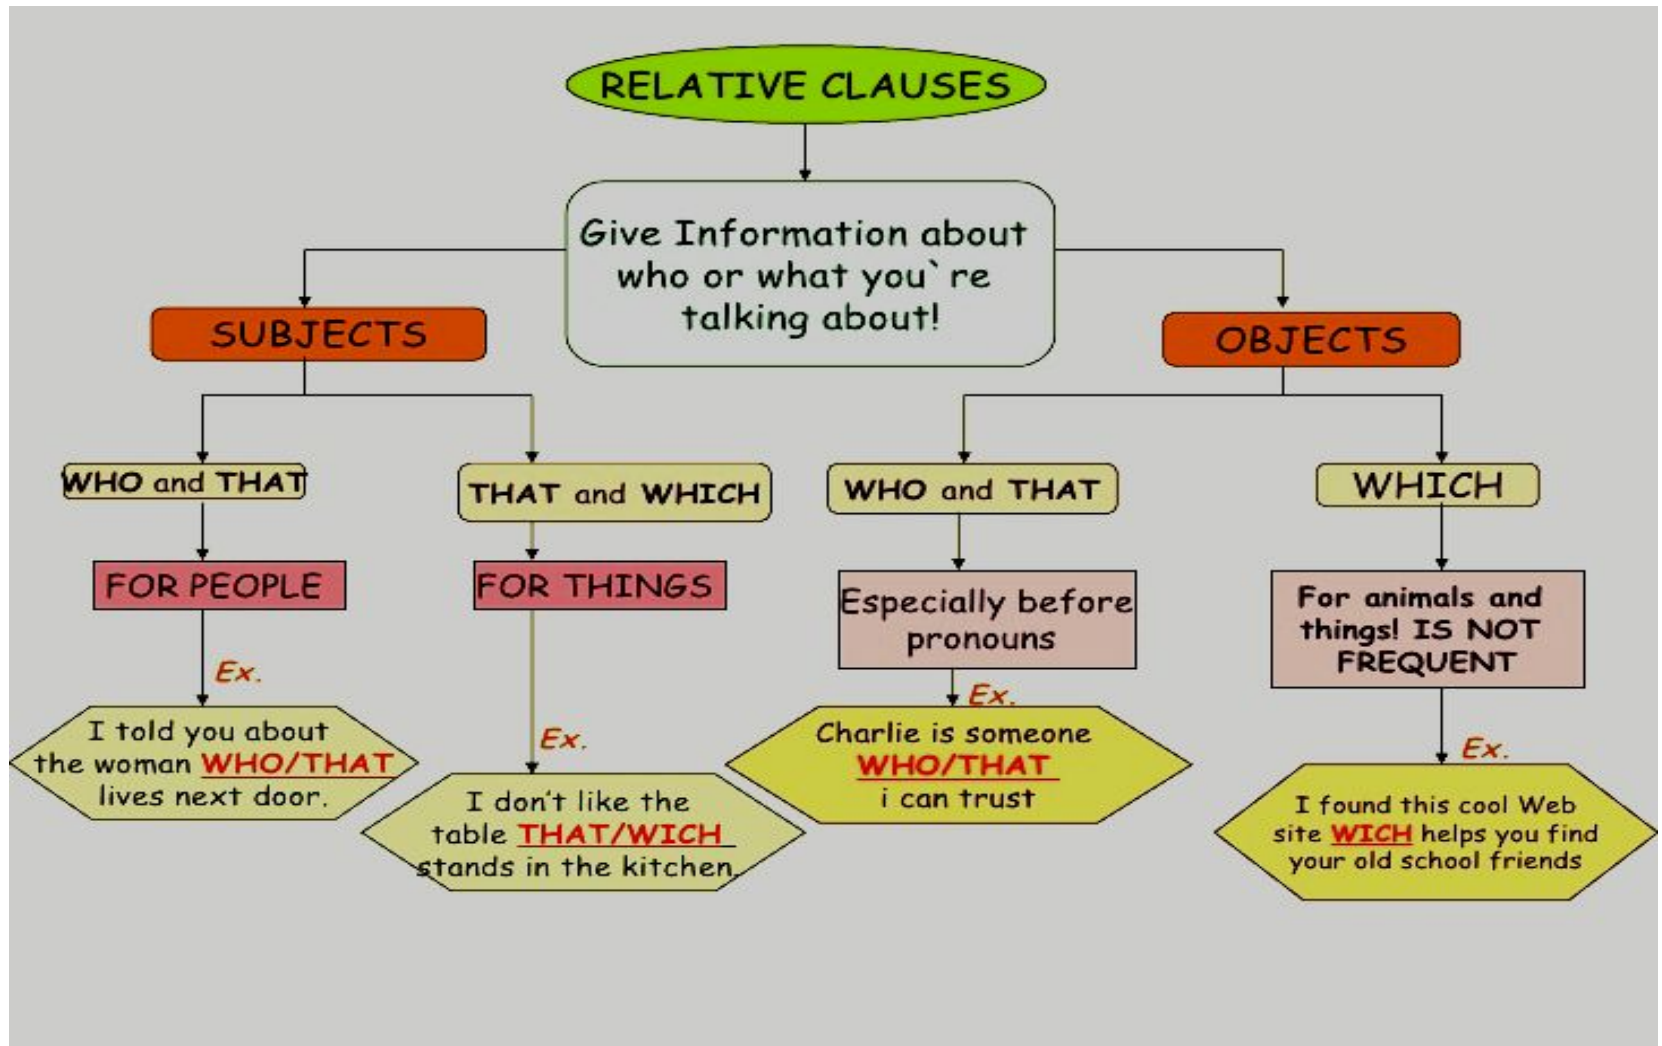 RELATIVE CLAUSES
Give Information about
who or what you`re
talking about!
SUBJECTS
OBJECTS
WHO and THAT
THAT and WHICH
WHO and THAT
WHICH
FOR PEOPLE
FOR THINGS
Especially before
pronouns
For animals and
things! IS NOT
FREQUENT
Ex.
I told you about
the woman WHO/THAT
lives next door.
Ex.
I don't like the
table THAT/WICH
stands in the kitchen.
Ex.
Charlie is someone
WHO/THAT
i can trust
Ex.
I found this cool Web
site WICH helps you find
your old school friends